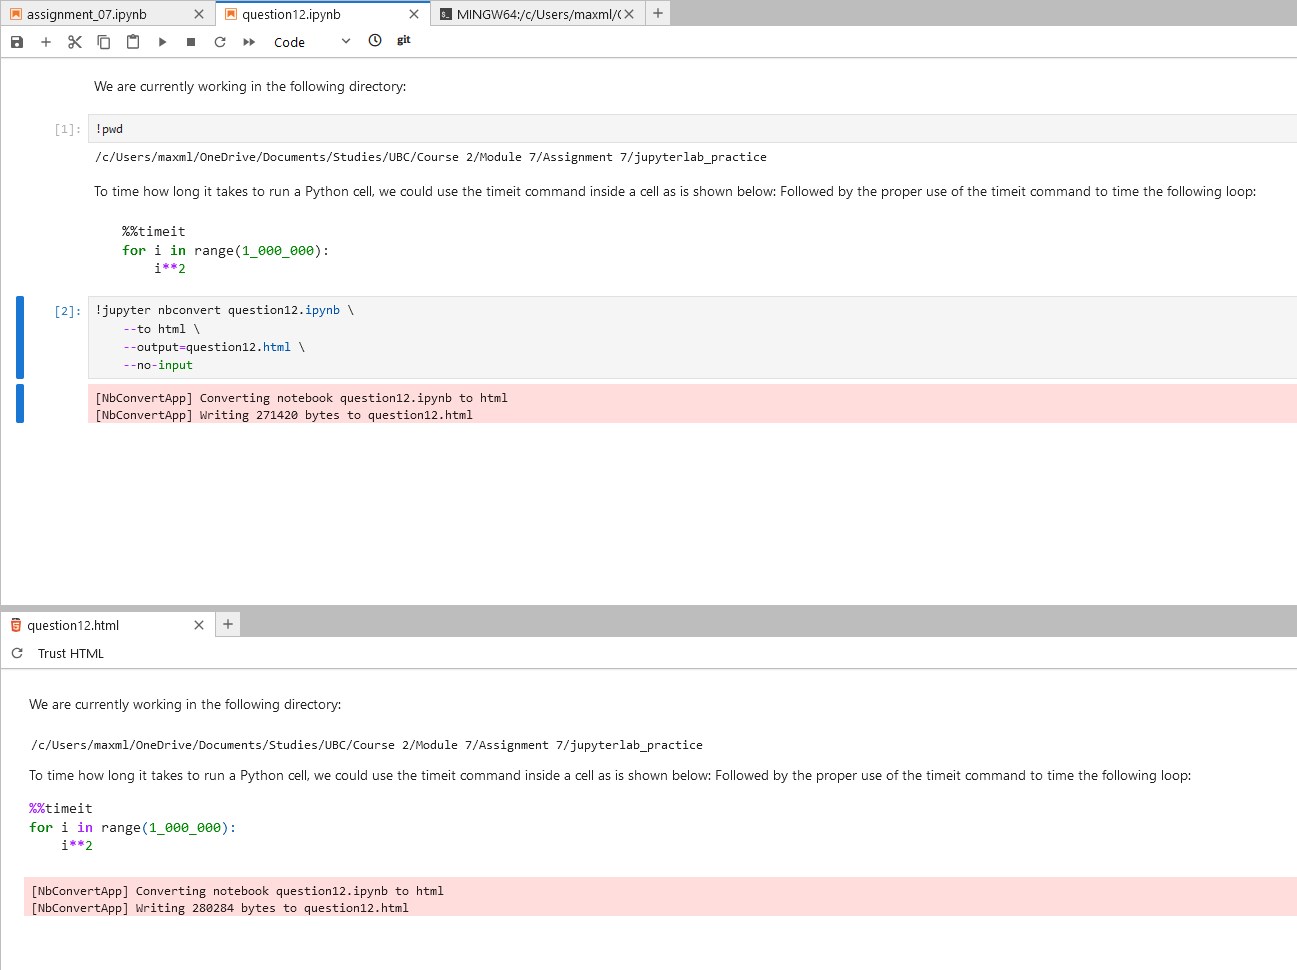 assignment_07.ipynb
question12.ipynb
MINGW64:/c/Users/maxml/
Code
git
We are currently working in the following directory:
[1]:
!pwd
/c/Users/maxml/OneDrive/Documents/Studies/UBC/Course 2/Module 7/Assignment 7/jupyterlab_practice
To time how long it takes to run a Python cell, we could use the timeit command inside a cell as is shown below: Followed by the proper use of the timeit command to time the following loop:
%%timeit
for i in range(1_000_000):
    i**2
[2]:
!jupyter nbconvert question12.ipynb \
    --to html \
    --output=question12.html \
    --no-input
[NbConvertApp] Converting notebook question12.ipynb to html
[NbConvertApp] Writing 271420 bytes to question12.html
question12.html
Trust HTML
We are currently working in the following directory:
/c/Users/maxml/OneDrive/Documents/Studies/UBC/Course 2/Module 7/Assignment 7/jupyterlab_practice
To time how long it takes to run a Python cell, we could use the timeit command inside a cell as is shown below: Followed by the proper use of the timeit command to time the following loop:
%%timeit
for i in range(1_000_000):
    i**2
[NbConvertApp] Converting notebook question12.ipynb to html
[NbConvertApp] Writing 280284 bytes to question12.html